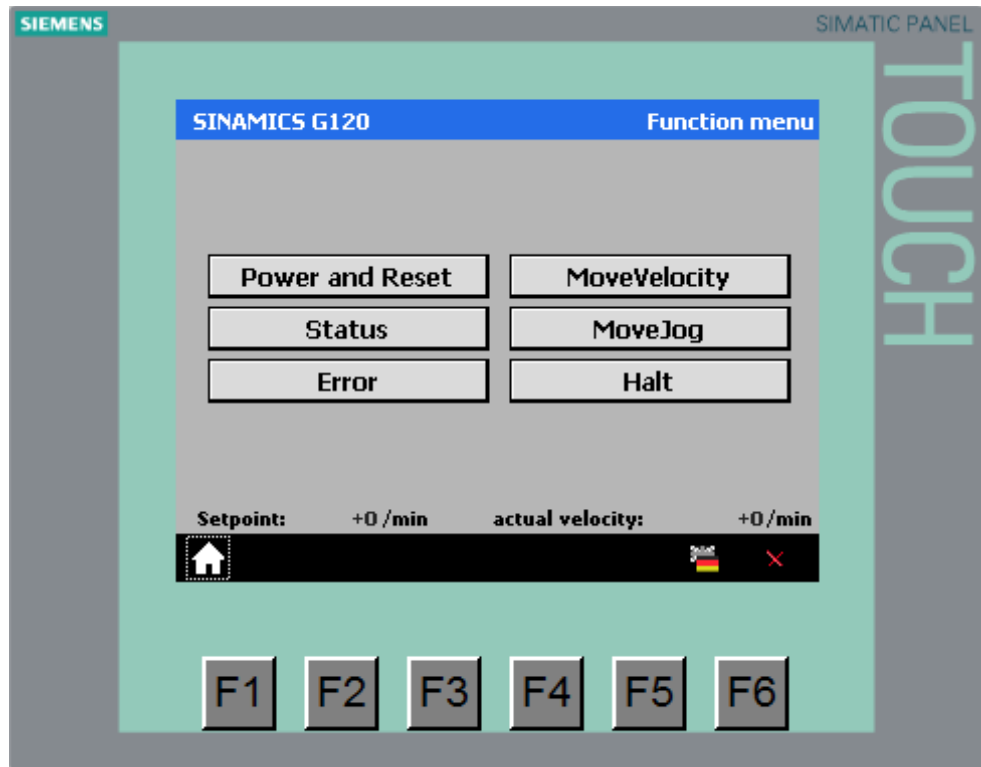 SIEMENS
SIMATIC PANEL
TOUCH
SINAMICS G120 Function menu
Power and Reset MoveVelocity
Status MoveJog
Error Halt
Setpoint: +0/min actual velocity: +0/min
F1 F2 F3 F4 F5 F6